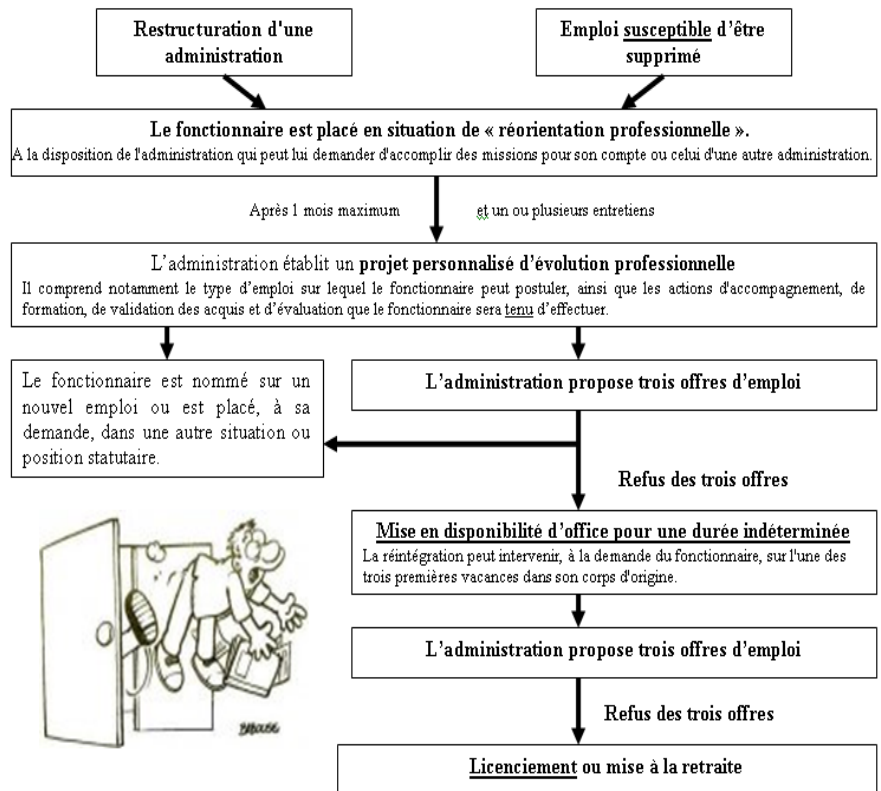 Restructuration d'une
administration
Emploi susceptible d'être
supprimé
Le fonctionnaire est placé en situation de « réorientation professionnelle ».
A la disposition de l'administration qui peut lui demander d'accomplir des missions pour son compte ou celui d'une autre administration.
Après 1 mois maximum et un ou plusieurs entretiens
L'administration établit un projet personnalisé d'évolution professionnelle
Il comprend notamment le type d'emploi sur lequel le fonctionnaire peut postuler, ainsi que les actions d'accompagnement, de
formation, de validation des acquis et d'évaluation que le fonctionnaire sera tenu d'effectuer.
Le fonctionnaire est nommé sur un
nouvel emploi ou est placé, à sa
demande, dans une autre situation ou
position statutaire.
L'administration propose trois offres d'emploi
Refus des trois offres
Mise en disponibilité d'office pour une durée indéterminée
La réintégration peut intervenir, à la demande du fonctionnaire, sur l'une des
trois premières vacances dans son corps d'origine.
L'administration propose trois offres d'emploi
Refus des trois offres
Licenciement ou mise à la retraite